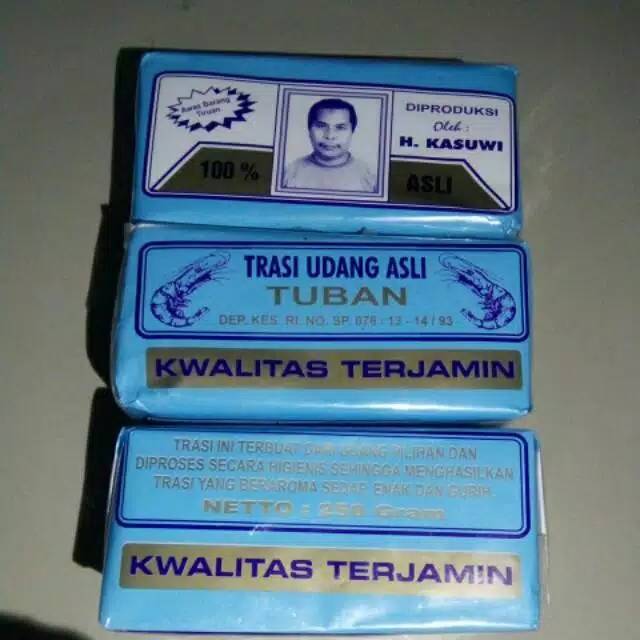 Awas Barang
Tiruan
DIPRODUKSI
Oleh :
H. KASUWI
100 %
ASLI
TRASI UDANG ASLI
TUBAN
DEP. KES. RI. NO. SP. 076 : 13 - 14 / 93
KWALITAS TERJAMIN
TRASI INI TERBUAT DARI UDANG PILIHAN DAN
DIPROSES SECARA HIGIENIS SEHINGGA MENGHASILKAN
TRASI YANG BERAROMA SEDAP, ENAK DAN GURIH.
NETTO : 250 Gram
KWALITAS TERJAMIN